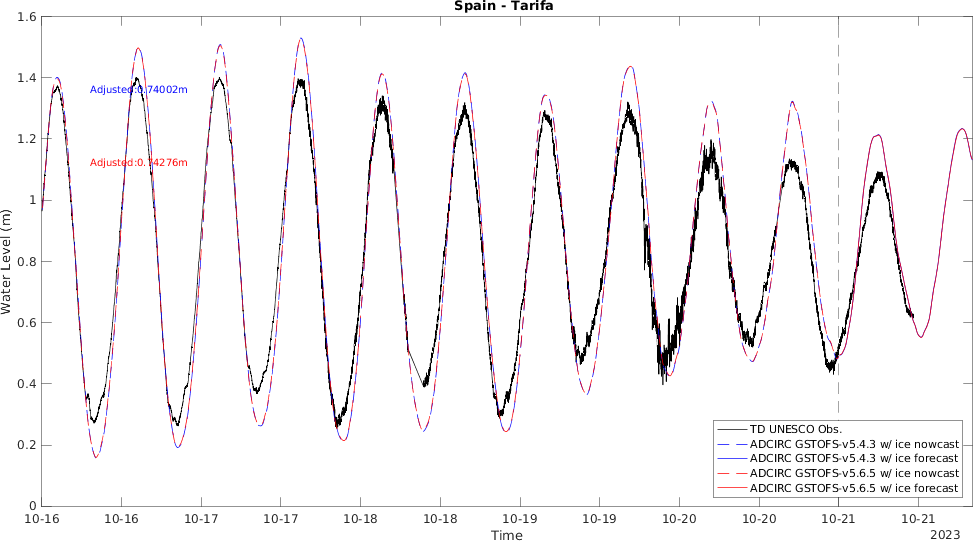 Spain - Tarifa
1.6
1.4
1.2
1
0.8
0.6
0.4
0.2
0
Water Level (m)
Adjusted:0.74002m
Adjusted:0.74276m
TD UNESCO Obs.
ADCIRC GSTOFS-v5.4.3 w/ ice nowcast
ADCIRC GSTOFS-v5.4.3 w/ ice forecast
ADCIRC GSTOFS-v5.6.5 w/ ice nowcast
ADCIRC GSTOFS-v5.6.5 w/ ice forecast
10-16 10-16 10-17 10-17 10-18 10-18 10-19 10-19 10-20 10-20 10-21 10-21
Time
2023